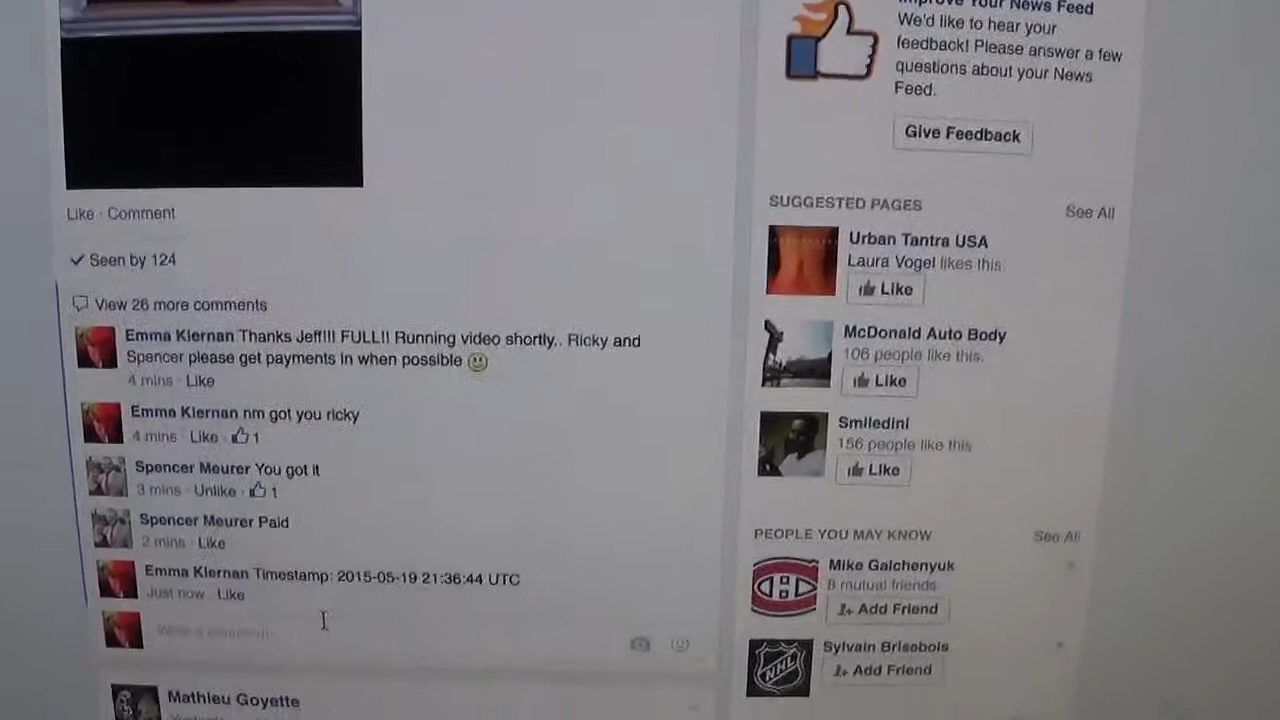 Improve Your News Feed
We'd like to hear your
feedback! Please answer a few
questions about your News
Feed.
Give Feedback
Like · Comment
✓ Seen by 124
View 26 more comments
Emma Kiernan Thanks Jeff!!! FULL!! Running video shortly.. Ricky and
Spencer please get payments in when possible
4 mins · Like
Emma Kiernan nm got you ricky
4 mins · Like · 1
Spencer Meurer You got it
3 mins · Unlike · 1
Spencer Meurer Paid
2 mins · Like
Emma Kiernan Timestamp: 2015-05-19 21:36:44 UTC
Just now · Like
Write a comment...
Mathieu Goyette
SUGGESTED PAGES
See All
Urban Tantra USA
Laura Vogel likes this.
Like
McDonald Auto Body
106 people like this.
Like
Smiledini
156 people like this.
Like
PEOPLE YOU MAY KNOW
See All
Mike Galchenyuk
8 mutual friends
Add Friend
Sylvain Brisebois
Add Friend
NHL